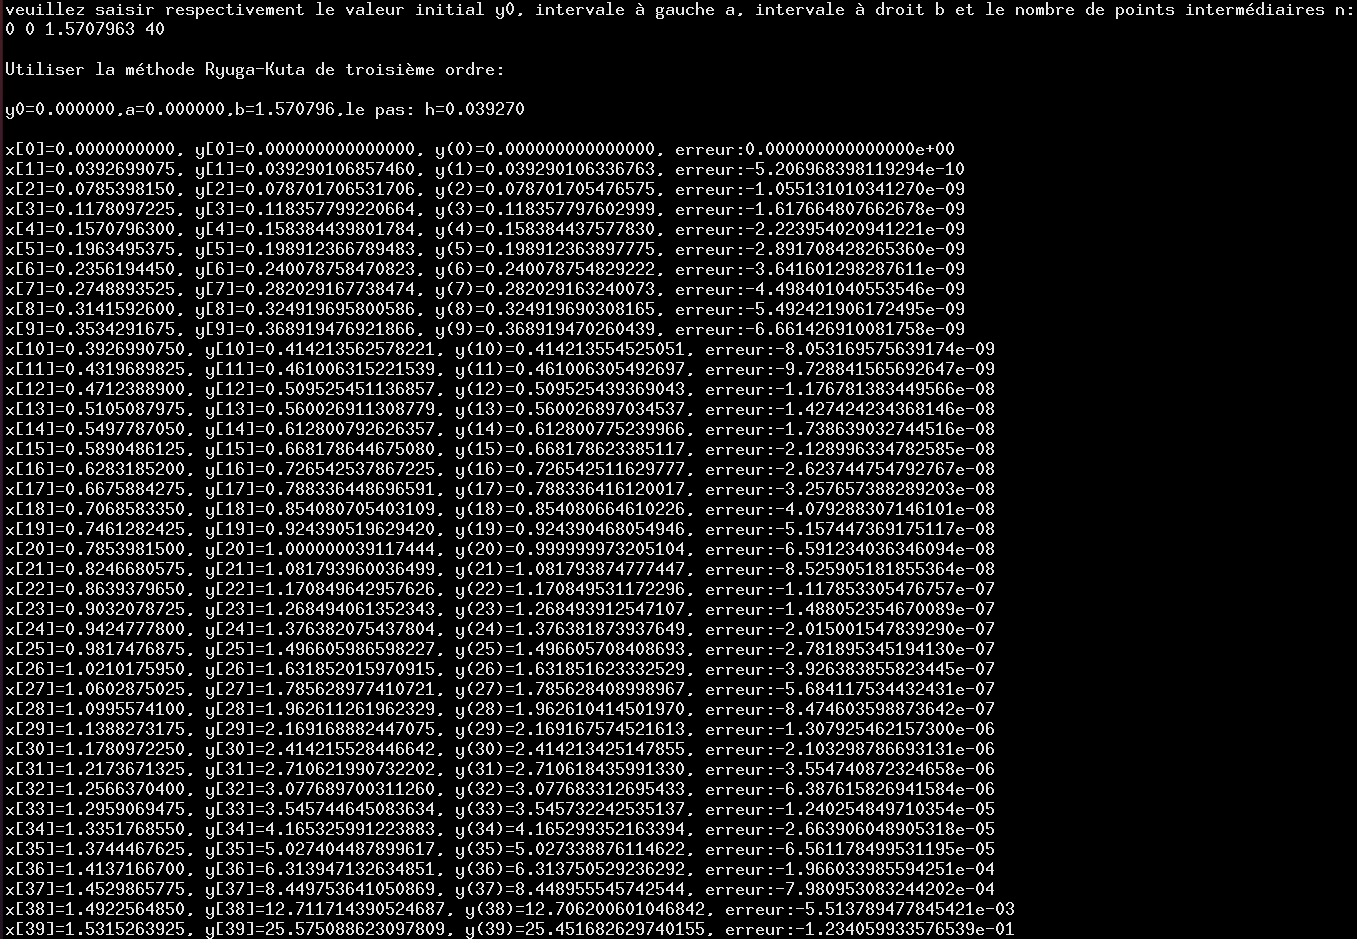 veuillez saisir respectivement le valeur initial y0, intervale à gauche a, intervale à droit b et le nombre de points intermédiaires n:
0 0 1.5707963 40
Utiliser la méthode Ryuga-Kuta de troisième ordre:
y0=0.000000,a=0.000000,b=1.570796,le pas: h=0.039270
x[0]=0.0000000000, y[0]=0.000000000000000, y(0)=0.000000000000000, erreur:0.000000000000000e+00
x[1]=0.0392699075, y[1]=0.039290106857460, y(1)=0.039290106336763, erreur:-5.206968398119294e-10
x[2]=0.0785398150, y[2]=0.078701706531706, y(2)=0.078701705476575, erreur:-1.055131010341270e-09
x[3]=0.1178097225, y[3]=0.118357799220664, y(3)=0.118357797602999, erreur:-1.617664807662678e-09
x[4]=0.1570796300, y[4]=0.158384439801784, y(4)=0.158384437577830, erreur:-2.223954020941221e-09
x[5]=0.1963495375, y[5]=0.198912366789483, y(5)=0.198912363897775, erreur:-2.891708428265360e-09
x[6]=0.2356194450, y[6]=0.240078758470823, y(6)=0.240078754829222, erreur:-3.641601298287611e-09
x[7]=0.2748893525, y[7]=0.282029167738474, y(7)=0.282029163240073, erreur:-4.498401040553546e-09
x[8]=0.3141592600, y[8]=0.324919695800586, y(8)=0.324919690308165, erreur:-5.492421906172495e-09
x[9]=0.3534291675, y[9]=0.368919476921866, y(9)=0.368919470260439, erreur:-6.661426910081758e-09
x[10]=0.3926990750, y[10]=0.414213562578221, y(10)=0.414213554525051, erreur:-8.053169575639174e-09
x[11]=0.4319689825, y[11]=0.461006315221539, y(11)=0.461006305492697, erreur:-9.728841565692647e-09
x[12]=0.4712388900, y[12]=0.509525451136857, y(12)=0.509525439369043, erreur:-1.176781383449566e-08
x[13]=0.5105087975, y[13]=0.560026911308779, y(13)=0.560026897034537, erreur:-1.427424234368146e-08
x[14]=0.5497787050, y[14]=0.612800792626357, y(14)=0.612800775239966, erreur:-1.738639032744516e-08
x[15]=0.5890486125, y[15]=0.668178644675080, y(15)=0.668178623385117, erreur:-2.128996334782585e-08
x[16]=0.6283185200, y[16]=0.726542537867225, y(16)=0.726542511629777, erreur:-2.623744754792767e-08
x[17]=0.6675884275, y[17]=0.788336448696591, y(17)=0.788336416120017, erreur:-3.257657388289203e-08
x[18]=0.7068583350, y[18]=0.854080705403109, y(18)=0.854080664610226, erreur:-4.079288307146101e-08
x[19]=0.7461282425, y[19]=0.924390519629420, y(19)=0.924390468054946, erreur:-5.157447369175117e-08
x[20]=0.7853981500, y[20]=1.000000039117444, y(20)=0.999999973205104, erreur:-6.591234036346094e-08
x[21]=0.8246680575, y[21]=1.081793960036499, y(21)=1.081793874777447, erreur:-8.525905181855364e-08
x[22]=0.8639379650, y[22]=1.170849642957626, y(22)=1.170849531172296, erreur:-1.117853305476757e-07
x[23]=0.9032078725, y[23]=1.268494061352343, y(23)=1.268493912547107, erreur:-1.488052354670089e-07
x[24]=0.9424777800, y[24]=1.376382075437804, y(24)=1.376381873937649, erreur:-2.015001547839290e-07
x[25]=0.9817476875, y[25]=1.496605986598227, y(25)=1.496605708408693, erreur:-2.781895345194130e-07
x[26]=1.0210175950, y[26]=1.631852015970915, y(26)=1.631851623332529, erreur:-3.926383855823445e-07
x[27]=1.0602875025, y[27]=1.785628977410721, y(27)=1.785628408998967, erreur:-5.684117534432431e-07
x[28]=1.0995574100, y[28]=1.962611261962329, y(28)=1.962610414501970, erreur:-8.474603598873642e-07
x[29]=1.1388273175, y[29]=2.169168882447075, y(29)=2.169167574521613, erreur:-1.307925462157300e-06
x[30]=1.1780972250, y[30]=2.414215528446642, y(30)=2.414213425147855, erreur:-2.103298786693131e-06
x[31]=1.2173671325, y[31]=2.710621990732202, y(31)=2.710618435991330, erreur:-3.554740872324658e-06
x[32]=1.2566370400, y[32]=3.077689700311260, y(32)=3.077683312695433, erreur:-6.387615826941584e-06
x[33]=1.2959069475, y[33]=3.545744645083634, y(33)=3.545732242535137, erreur:-1.240254849710354e-05
x[34]=1.3351768550, y[34]=4.165325991223883, y(34)=4.165299352163394, erreur:-2.663906048905318e-05
x[35]=1.3744467625, y[35]=5.027404487899617, y(35)=5.027338876114622, erreur:-6.561178499531195e-05
x[36]=1.4137166700, y[36]=6.313947132634851, y(36)=6.313750529236292, erreur:-1.966033985594251e-04
x[37]=1.4529865775, y[37]=8.449753641050869, y(37)=8.448955545742544, erreur:-7.980953083244202e-04
x[38]=1.4922564850, y[38]=12.711714390524687, y(38)=12.706200601046842, erreur:-5.513789477845421e-03
x[39]=1.5315263925, y[39]=25.575088623097809, y(39)=25.451682629740155, erreur:-1.234059933576539e-01